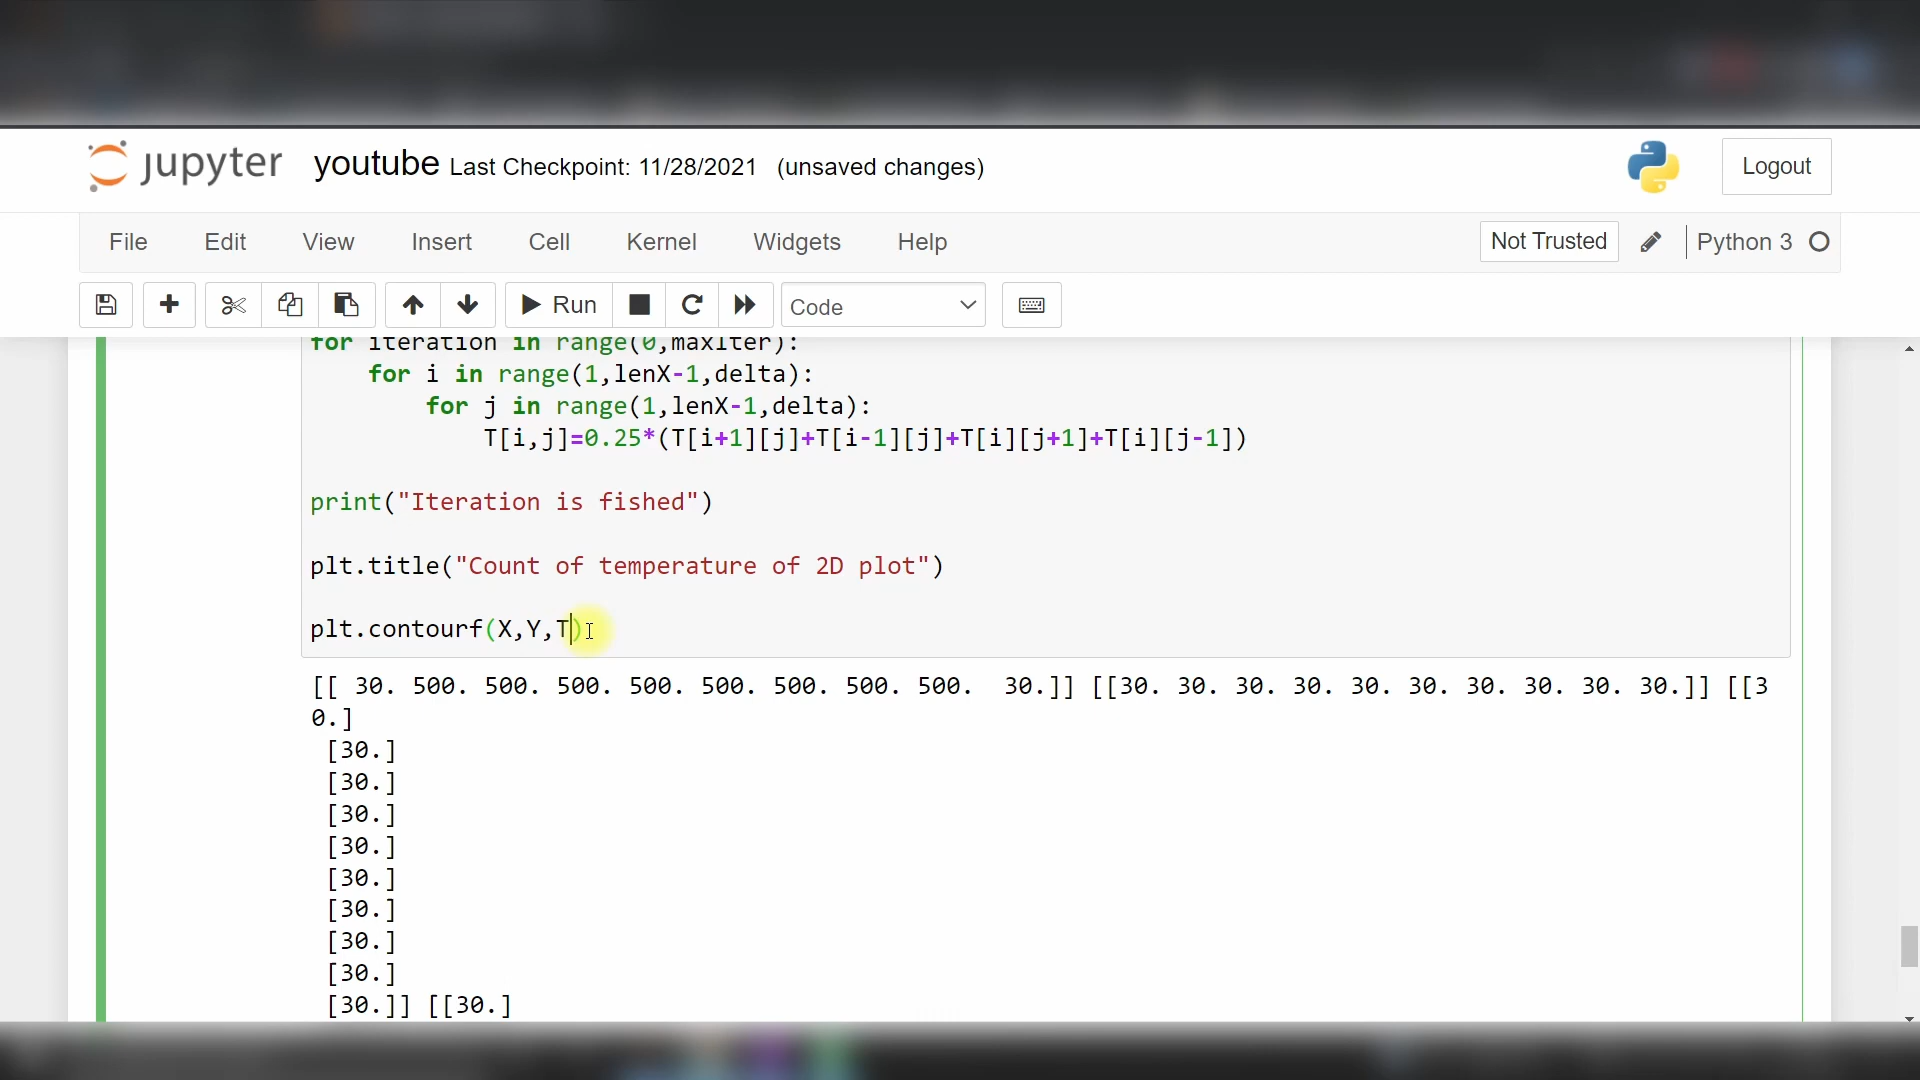 jupyter youtube Last Checkpoint: 11/28/2021 (unsaved changes) Logout
File Edit View Insert Cell Kernel Widgets Help Not Trusted Python 3
Run Code
for iteration in range(0,maxIter):
for i in range(1,lenX-1,delta):
for j in range(1,lenX-1,delta):
T[i,j]=0.25*(T[i+1][j]+T[i-1][j]+T[i][j+1]+T[i][j-1])
print("Iteration is fished")
plt.title("Count of temperature of 2D plot")
plt.contourf(X,Y,T)
[[ 30. 500. 500. 500. 500. 500. 500. 500. 500.  30.]] [[30. 30. 30. 30. 30. 30. 30. 30. 30. 30.]] [[3
0.]
[30.]
[30.]
[30.]
[30.]
[30.]
[30.]
[30.]
[30.]
[30.]] [[30.]